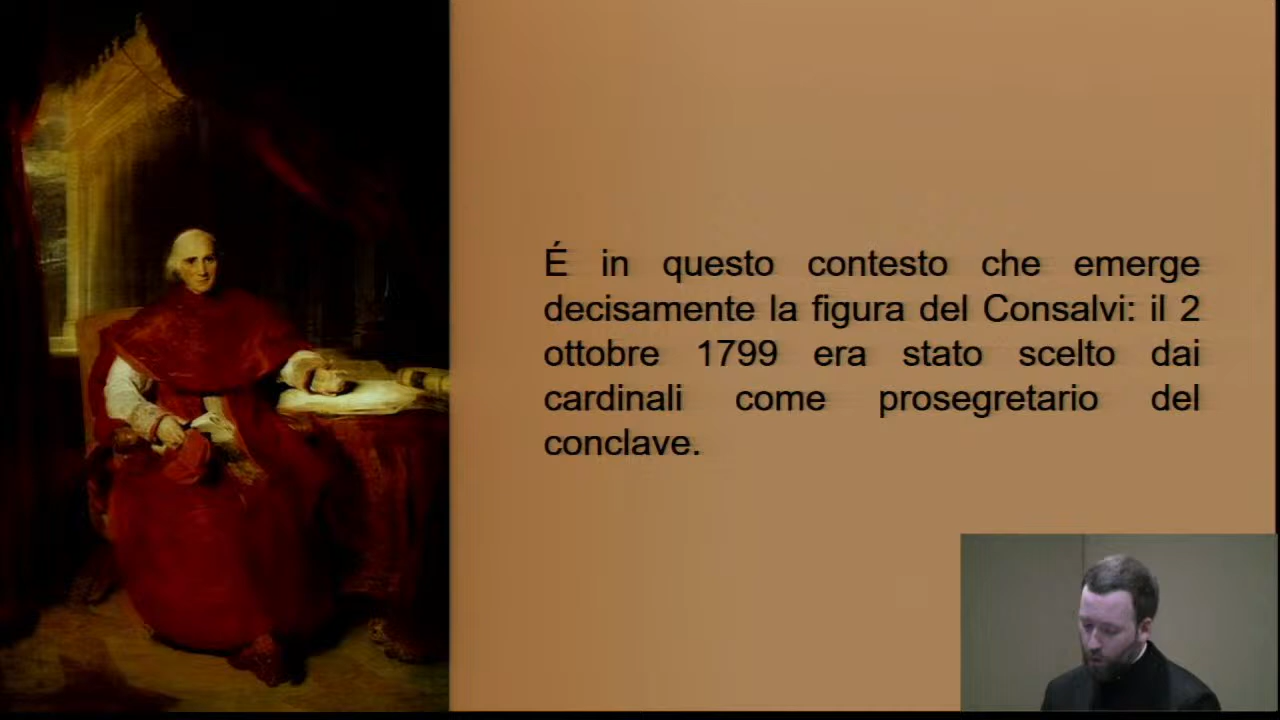 É in questo contesto che emerge
decisamente la figura del Consalvi: il 2
ottobre 1799 era stato scelto dai
cardinali come prosegretario del
conclave.